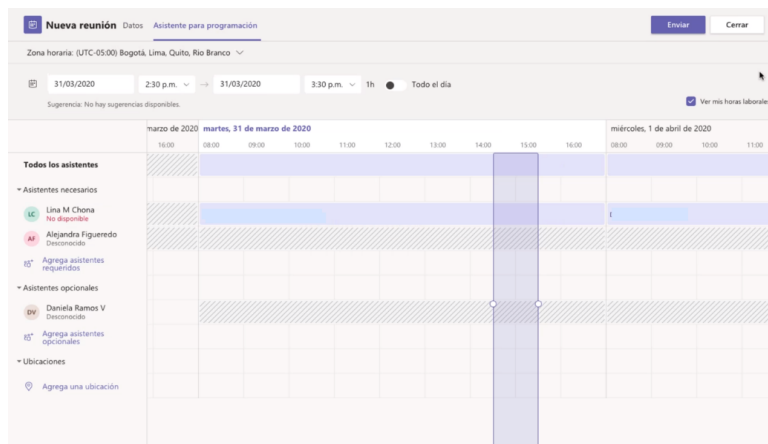 Nueva reunión Datos Asistente para programación Enviar Cerrar
Zona horaria: (UTC-05:00) Bogotá, Lima, Quito, Rio Branco
31/03/2020 2:30 p.m. → 31/03/2020 3:30 p.m. 1h Todo el día
Sugerencia: No hay sugerencias disponibles. Ver mis horas laborale
marzo de 2020 martes, 31 de marzo de 2020 miércoles, 1 de abril de 2020
16:00 08:00 09:00 10:00 11:00 12:00 13:00 14:00 15:00 16:00 08:00 09:00 10:00 11:00
Todos los asistentes
Asistentes necesarios
LC Lina M Chona
No disponible
AF Alejandra Figueredo
Desconocido
Agrega asistentes
requeridos
Asistentes opcionales
DV Daniela Ramos V
Desconocido
Agrega asistentes
opcionales
Ubicaciones
Agrega una ubicación